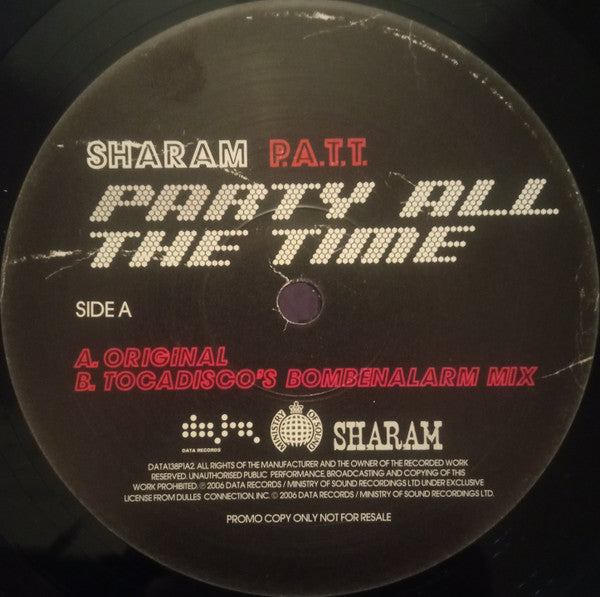 SHARAM P.A.T.T.
PARTY ALL
THE TIME
SIDE A
A. ORIGINAL
B. TOCADISCO'S BOMBENALARM MIX
data
DATA RECORDS
MINISTRY OF SOUND
SHARAM
DATA138P1A2. ALL RIGHTS OF THE MANUFACTURER AND THE OWNER OF THE RECORDED WORK
RESERVED. UNAUTHORISED PUBLIC PERFORMANCE, BROADCASTING AND COPYING OF THIS
WORK PROHIBITED. ℗ 2006 DATA RECORDS / MINISTRY OF SOUND RECORDINGS LTD UNDER EXCLUSIVE
LICENSE FROM DULLES CONNECTION, INC. © 2006 DATA RECORDS / MINISTRY OF SOUND RECORDINGS LTD.
PROMO COPY ONLY NOT FOR RESALE